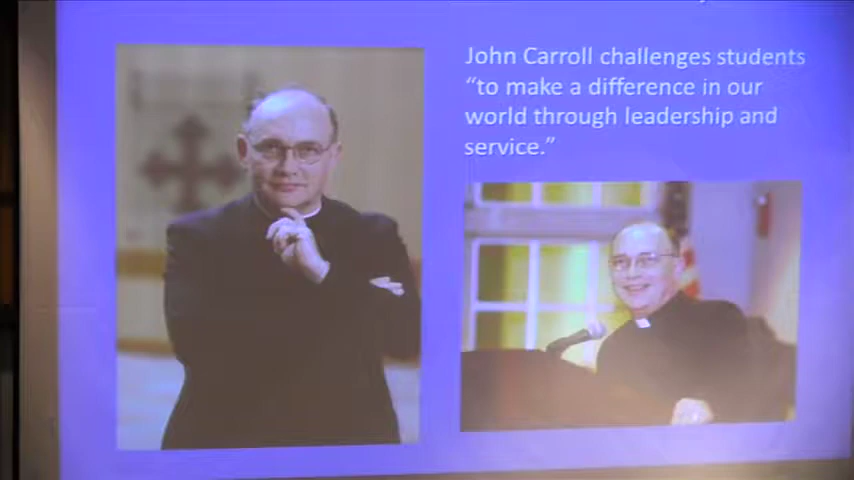 John Carroll challenges students
“to make a difference in our
world through leadership and
service.”